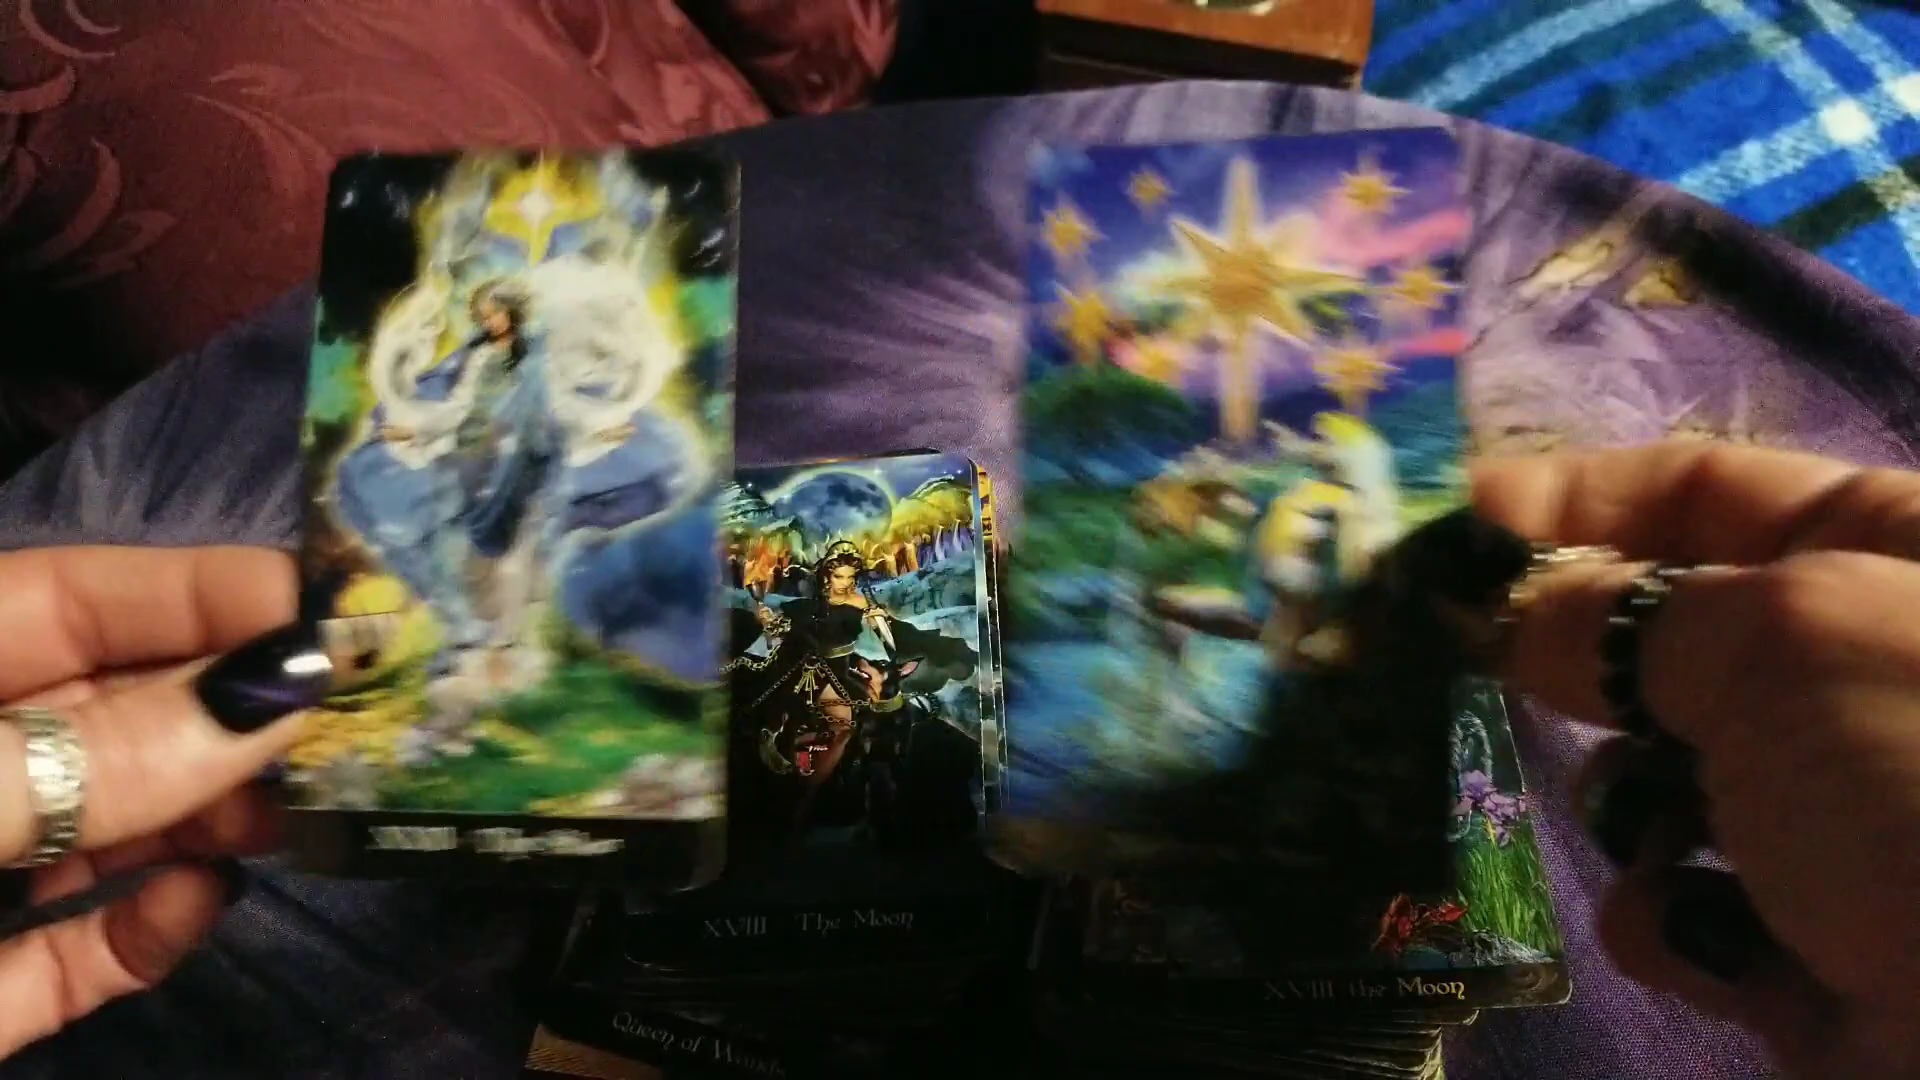 XVIII The Moon
XVIII the Moon
Queen of Wands